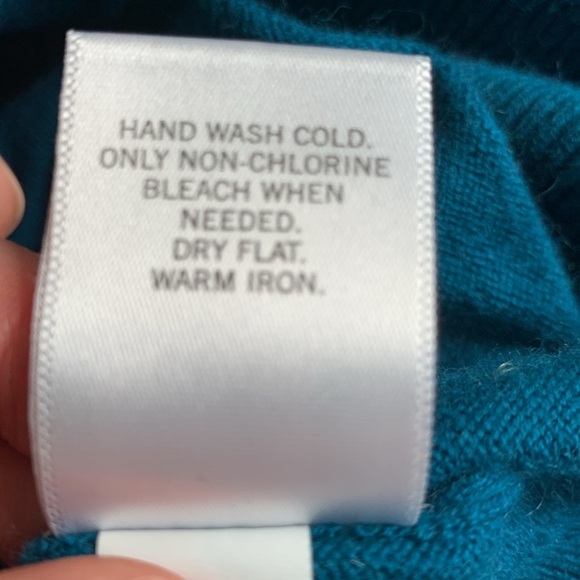 HAND WASH COLD.
ONLY NON-CHLORINE
BLEACH WHEN
NEEDED.
DRY FLAT.
WARM IRON.